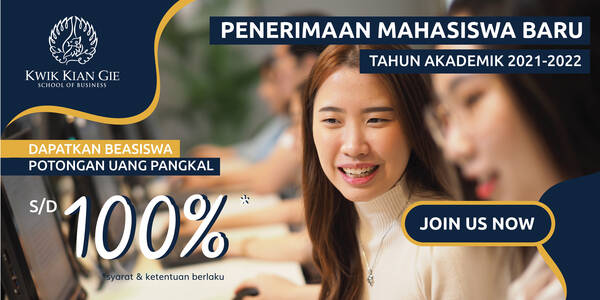 KWIK KIAN GIE
SCHOOL OF BUSINESS
PENERIMAAN MAHASISWA BARU
TAHUN AKADEMIK 2021-2022
DAPATKAN BEASISWA
POTONGAN UANG PANGKAL
S/D 100% *
*syarat & ketentuan berlaku
JOIN US NOW